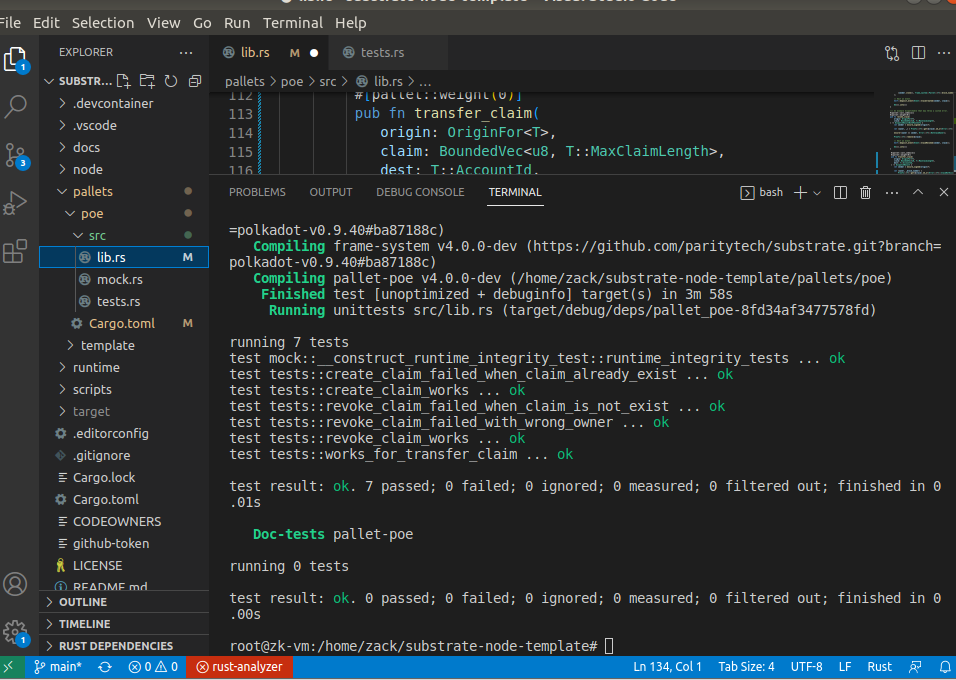 File Edit Selection View Go Run Terminal Help
EXPLORER
SUBSTR...
.devcontainer
.vscode
docs
node
pallets
poe
src
lib.rs M
mock.rs
tests.rs
Cargo.toml M
template
runtime
scripts
target
.editorconfig
.gitignore
Cargo.lock
Cargo.toml
CODEOWNERS
github-token
LICENSE
README.md
OUTLINE
TIMELINE
RUST DEPENDENCIES
1
3
1
lib.rs M
tests.rs
pallets > poe > src > lib.rs > ...
112 #[pallet::weight(0)]
113 pub fn transfer_claim(
114 origin: OriginFor<T>,
115 claim: BoundedVec<u8, T::MaxClaimLength>,
116 dest: T::AccountId,
PROBLEMS OUTPUT DEBUG CONSOLE TERMINAL
bash
=polkadot-v0.9.40#ba87188c)
Compiling frame-system v4.0.0-dev (https://github.com/paritytech/substrate.git?branch=
polkadot-v0.9.40#ba87188c)
Compiling pallet-poe v4.0.0-dev (/home/zack/substrate-node-template/pallets/poe)
Finished test [unoptimized + debuginfo] target(s) in 3m 58s
Running unittests src/lib.rs (target/debug/deps/pallet_poe-8fd34af3477578fd)
running 7 tests
test mock::__construct_runtime_integrity_test::runtime_integrity_tests ... ok
test tests::create_claim_failed_when_claim_already_exist ... ok
test tests::create_claim_works ... ok
test tests::revoke_claim_failed_when_claim_is_not_exist ... ok
test tests::revoke_claim_failed_with_wrong_owner ... ok
test tests::revoke_claim_works ... ok
test tests::works_for_transfer_claim ... ok
test result: ok. 7 passed; 0 failed; 0 ignored; 0 measured; 0 filtered out; finished in 0
.01s
Doc-tests pallet-poe
running 0 tests
test result: ok. 0 passed; 0 failed; 0 ignored; 0 measured; 0 filtered out; finished in 0
.00s
root@zk-vm:/home/zack/substrate-node-template#
main* 0 0 rust-analyzer Ln 134, Col 1 Tab Size: 4 UTF-8 LF Rust